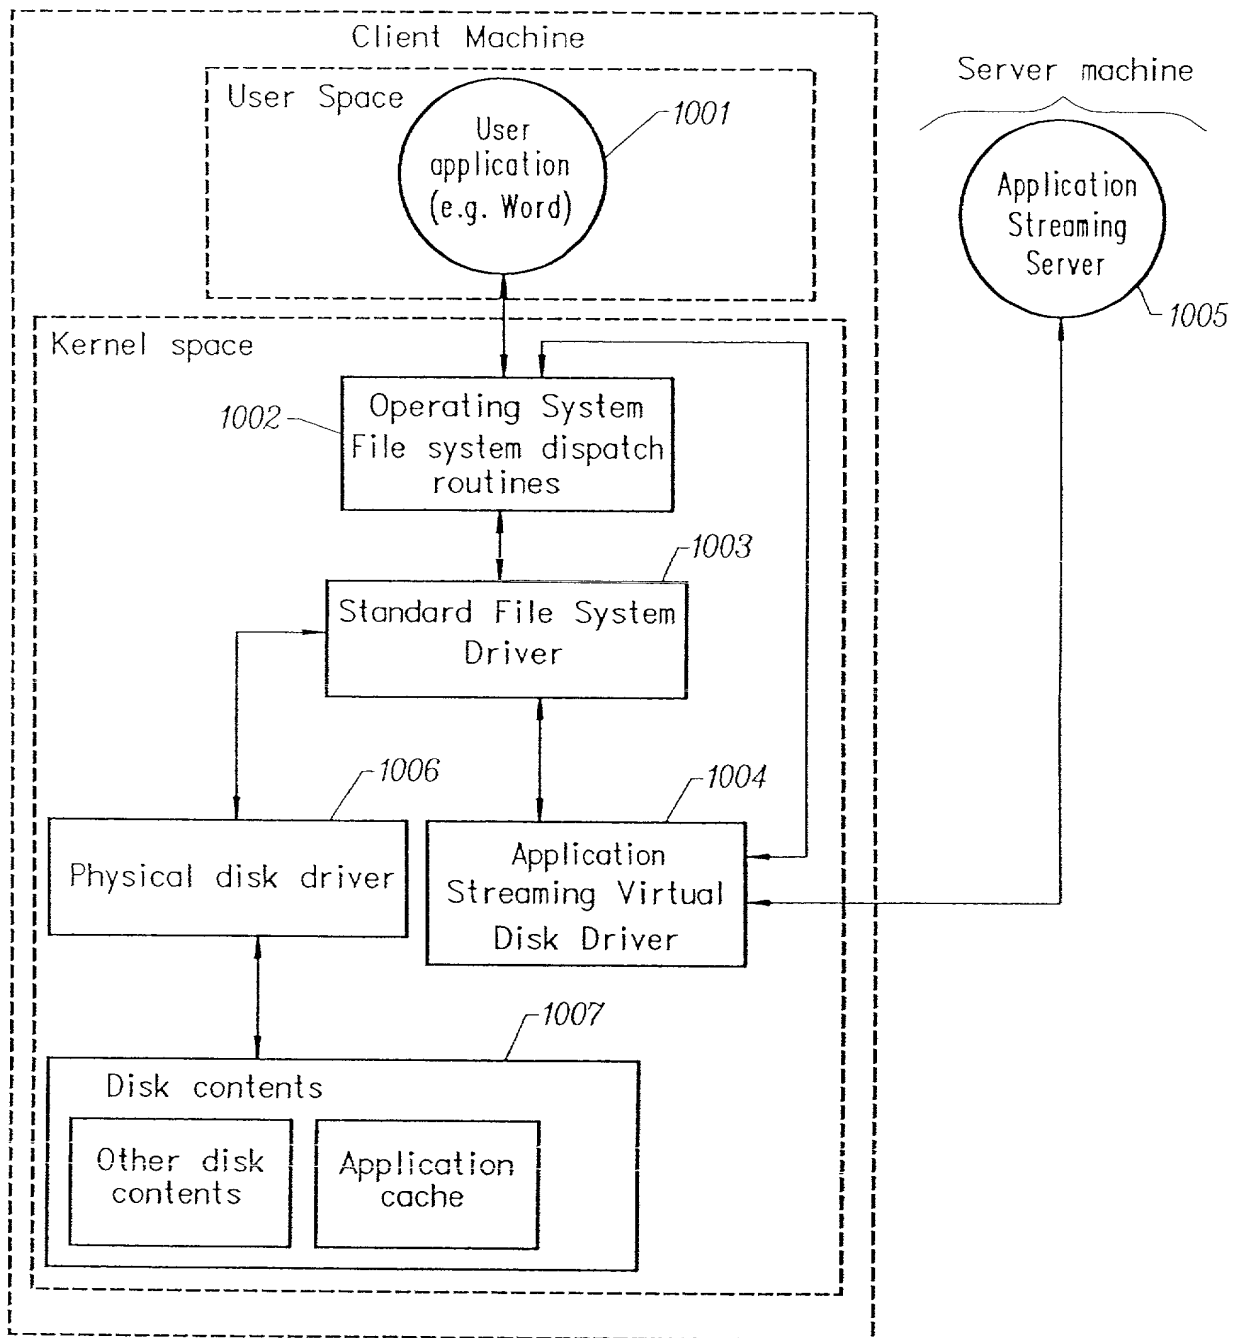 Client Machine
Server machine
User Space
User
application
(e.g. Word)
1001
Application
Streaming
Server
1005
Kernel space
1002
Operating System
File system dispatch
routines
1003
Standard File System
Driver
1006
1004
Physical disk driver
Application
Streaming Virtual
Disk Driver
1007
Disk contents
Other disk
contents
Application
cache